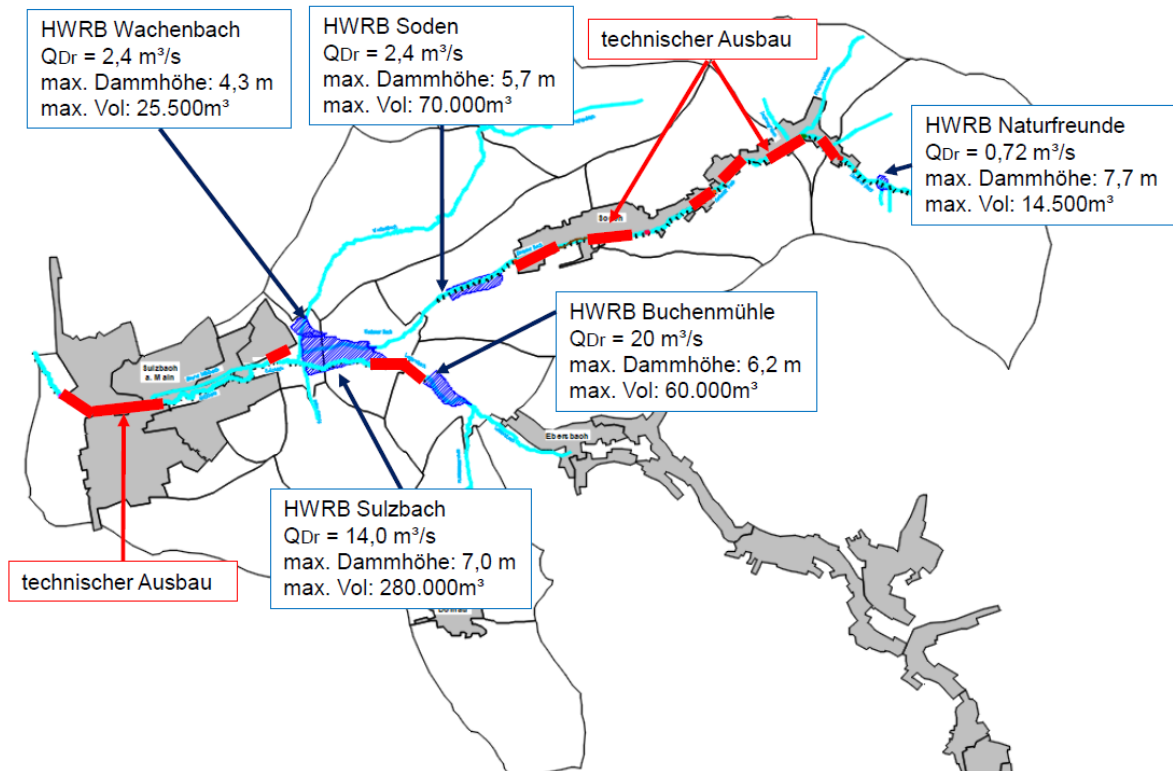 HWRB Wachenbach
QDr = 2,4 m³/s
max. Dammhöhe: 4,3 m
max. Vol: 25.500m³
HWRB Soden
QDr = 2,4 m³/s
max. Dammhöhe: 5,7 m
max. Vol: 70.000m³
technischer Ausbau
HWRB Naturfreunde
QDr = 0,72 m³/s
max. Dammhöhe: 7,7 m
max. Vol: 14.500m³
HWRB Buchenmühle
QDr = 20 m³/s
max. Dammhöhe: 6,2 m
max. Vol: 60.000m³
Sulzbach
a. Main
Ebersbach
HWRB Sulzbach
QDr = 14,0 m³/s
max. Dammhöhe: 7,0 m
max. Vol: 280.000m³
technischer Ausbau